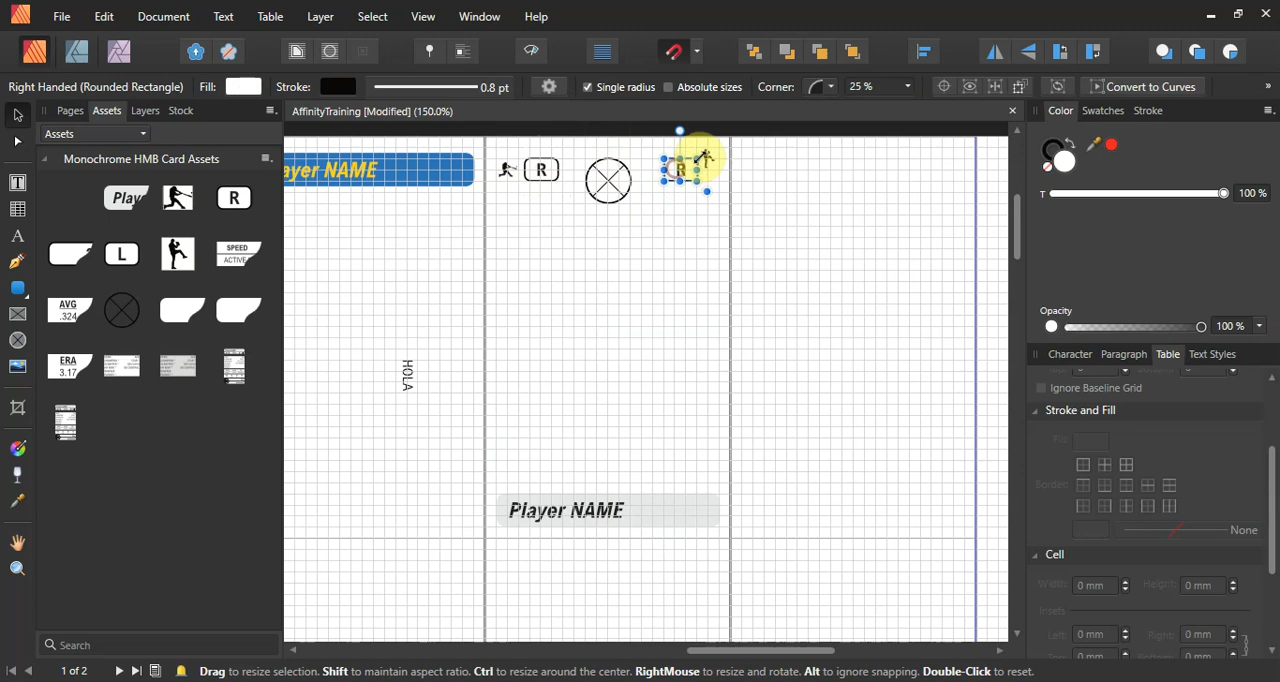 File Edit Document Text Table Layer Select View Window Help
Right Handed (Rounded Rectangle) Fill: Stroke: 0.8 pt Single radius Absolute sizes Corner: 25 % Convert to Curves »
Pages Assets Layers Stock
AffinityTraining [Modified] (150.0%)
Color Swatches Stroke
Assets
Monochrome HMB Card Assets
Play
R
L
SPEED
ACTIVE
AVG
.324
ERA
3.17
ayer NAME
R
R
HOLA
Player NAME
T 100 %
Opacity
100 %
Character Paragraph Table Text Styles
Ignore Baseline Grid
Stroke and Fill
Fill:
Border:
None
Cell
Width: 0 mm Height: 0 mm
Insets
Left: 0 mm Right: 0 mm
0 mm 0 mm
Search
1 of 2 Drag to resize selection. Shift to maintain aspect ratio. Ctrl to resize around the center. RightMouse to resize and rotate. Alt to ignore snapping. Double-Click to reset.